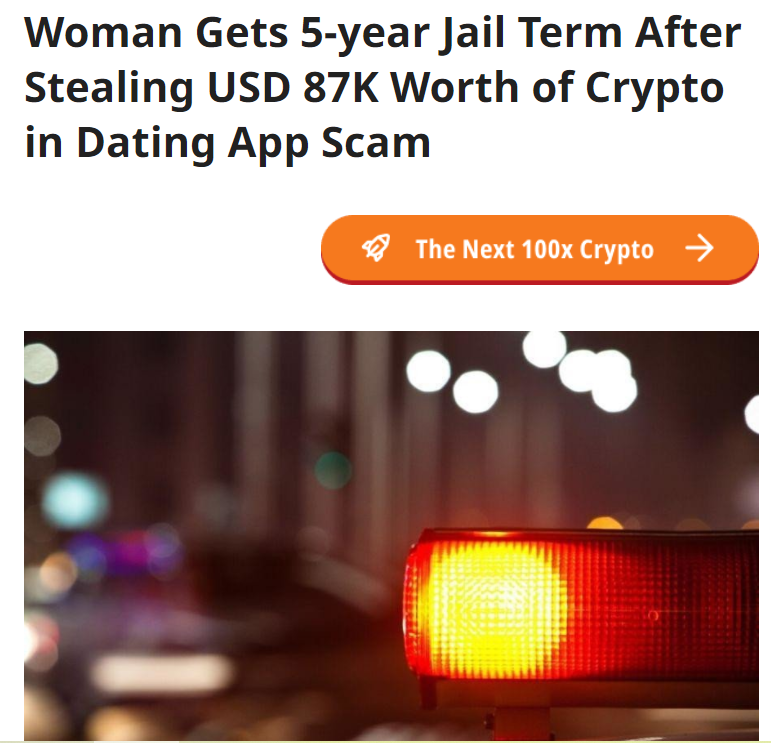 Woman Gets 5-year Jail Term After
Stealing USD 87K Worth of Crypto
in Dating App Scam
The Next 100x Crypto